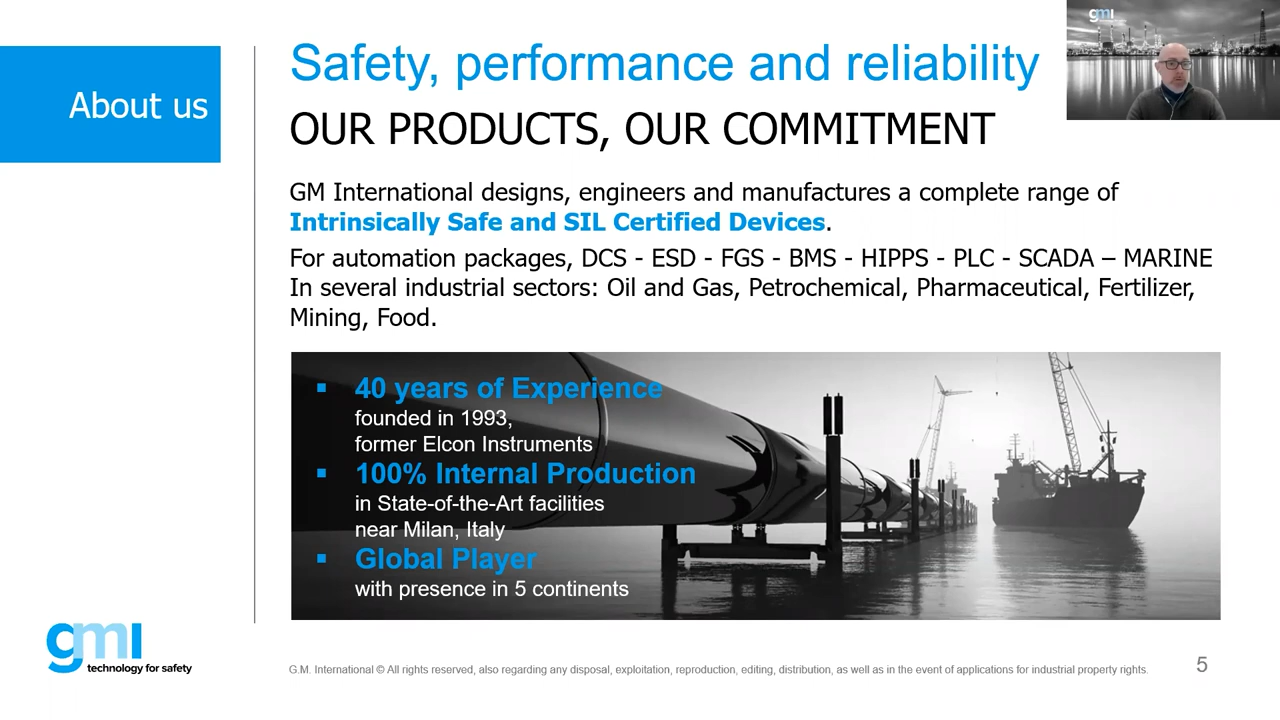 About us
Safety, performance and reliability
OUR PRODUCTS, OUR COMMITMENT
GM International designs, engineers and manufactures a complete range of
Intrinsically Safe and SIL Certified Devices.
For automation packages, DCS - ESD - FGS - BMS - HIPPS - PLC - SCADA – MARINE
In several industrial sectors: Oil and Gas, Petrochemical, Pharmaceutical, Fertilizer,
Mining, Food.
▪ 40 years of Experience
founded in 1993,
former Elcon Instruments
▪ 100% Internal Production
in State-of-the-Art facilities
near Milan, Italy
▪ Global Player
with presence in 5 continents
gmi
technology for safety
G.M. International © All rights reserved, also regarding any disposal, exploitation, reproduction, editing, distribution, as well as in the event of applications for industrial property rights.
5
gmi